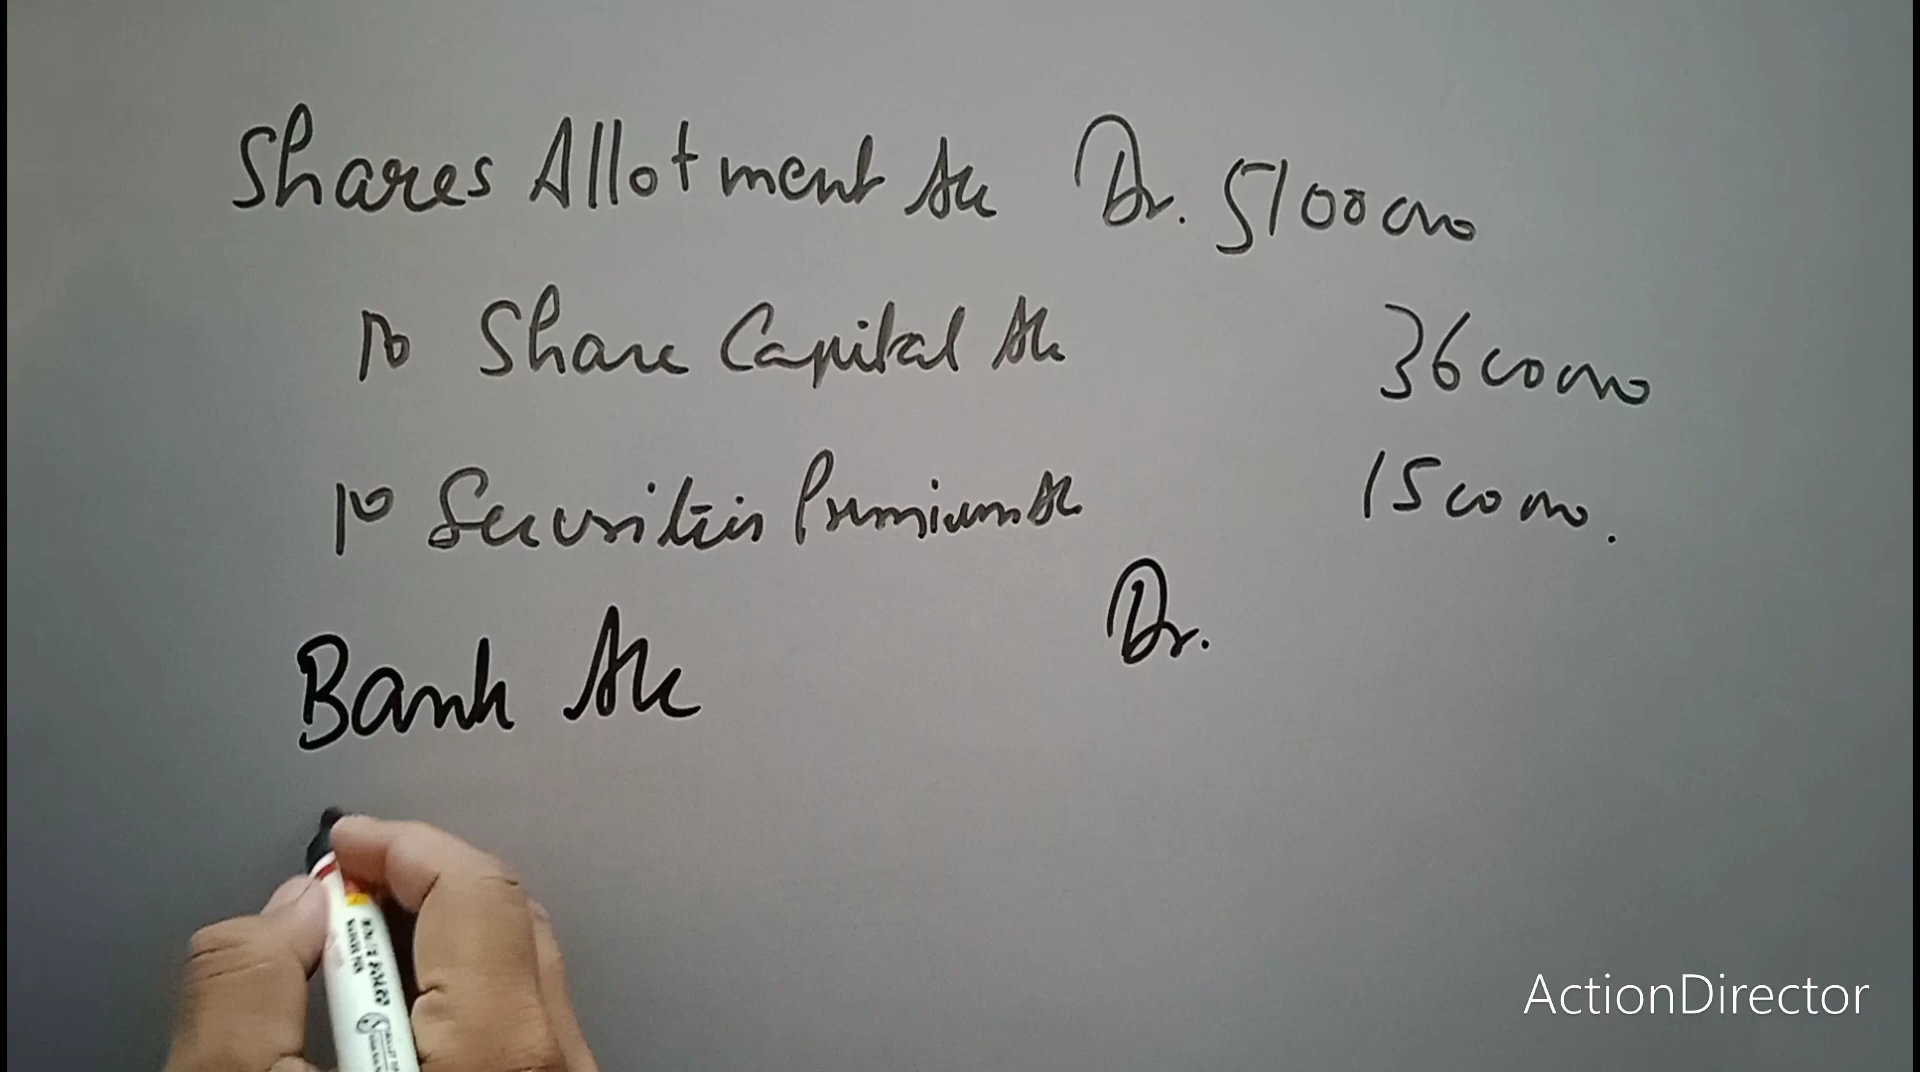 Shares Allotment A/c Dr. 5100000
To Share Capital A/c 3600000
To Securities Premium A/c 1500000.
Bank A/c Dr.
ActionDirector